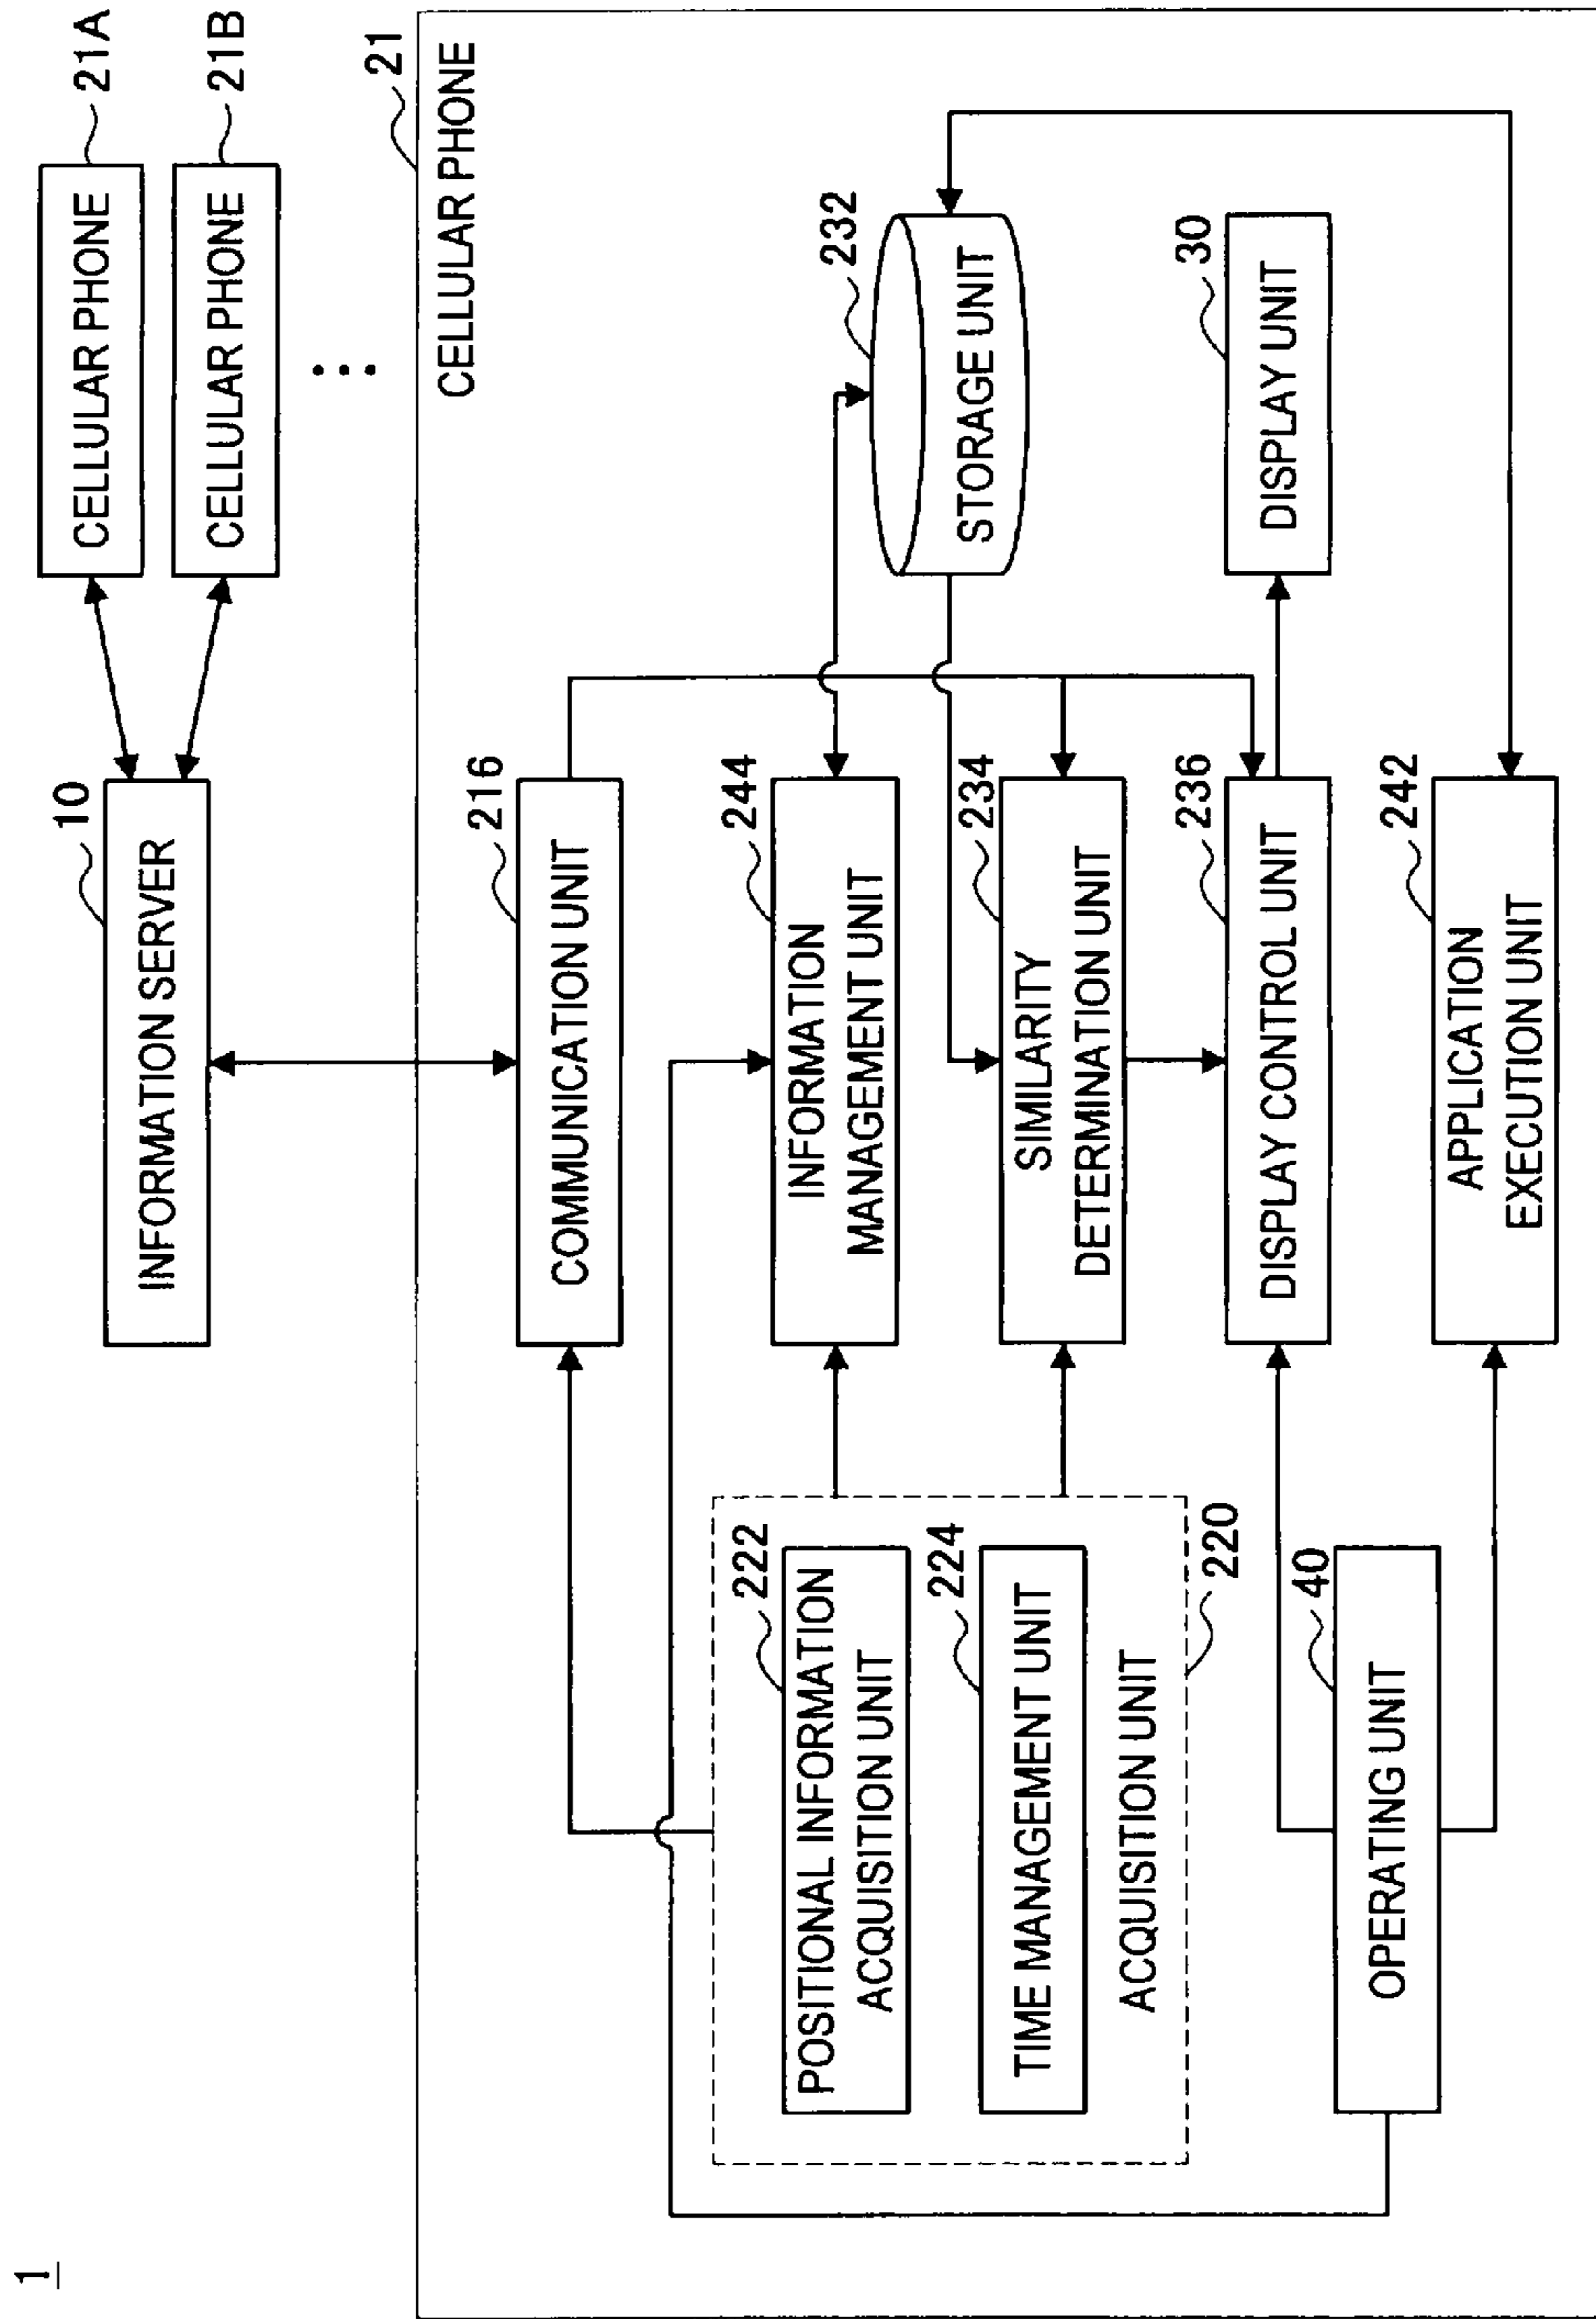 1
10
INFORMATION SERVER
CELLULAR PHONE
21A
CELLULAR PHONE
21B
⋮
21
CELLULAR PHONE
216
COMMUNICATION UNIT
222
POSITIONAL INFORMATION
ACQUISITION UNIT
224
TIME MANAGEMENT UNIT
ACQUISITION UNIT
220
244
INFORMATION
MANAGEMENT UNIT
234
SIMILARITY
DETERMINATION UNIT
232
STORAGE UNIT
40
OPERATING UNIT
236
DISPLAY CONTROL UNIT
30
DISPLAY UNIT
242
APPLICATION
EXECUTION UNIT